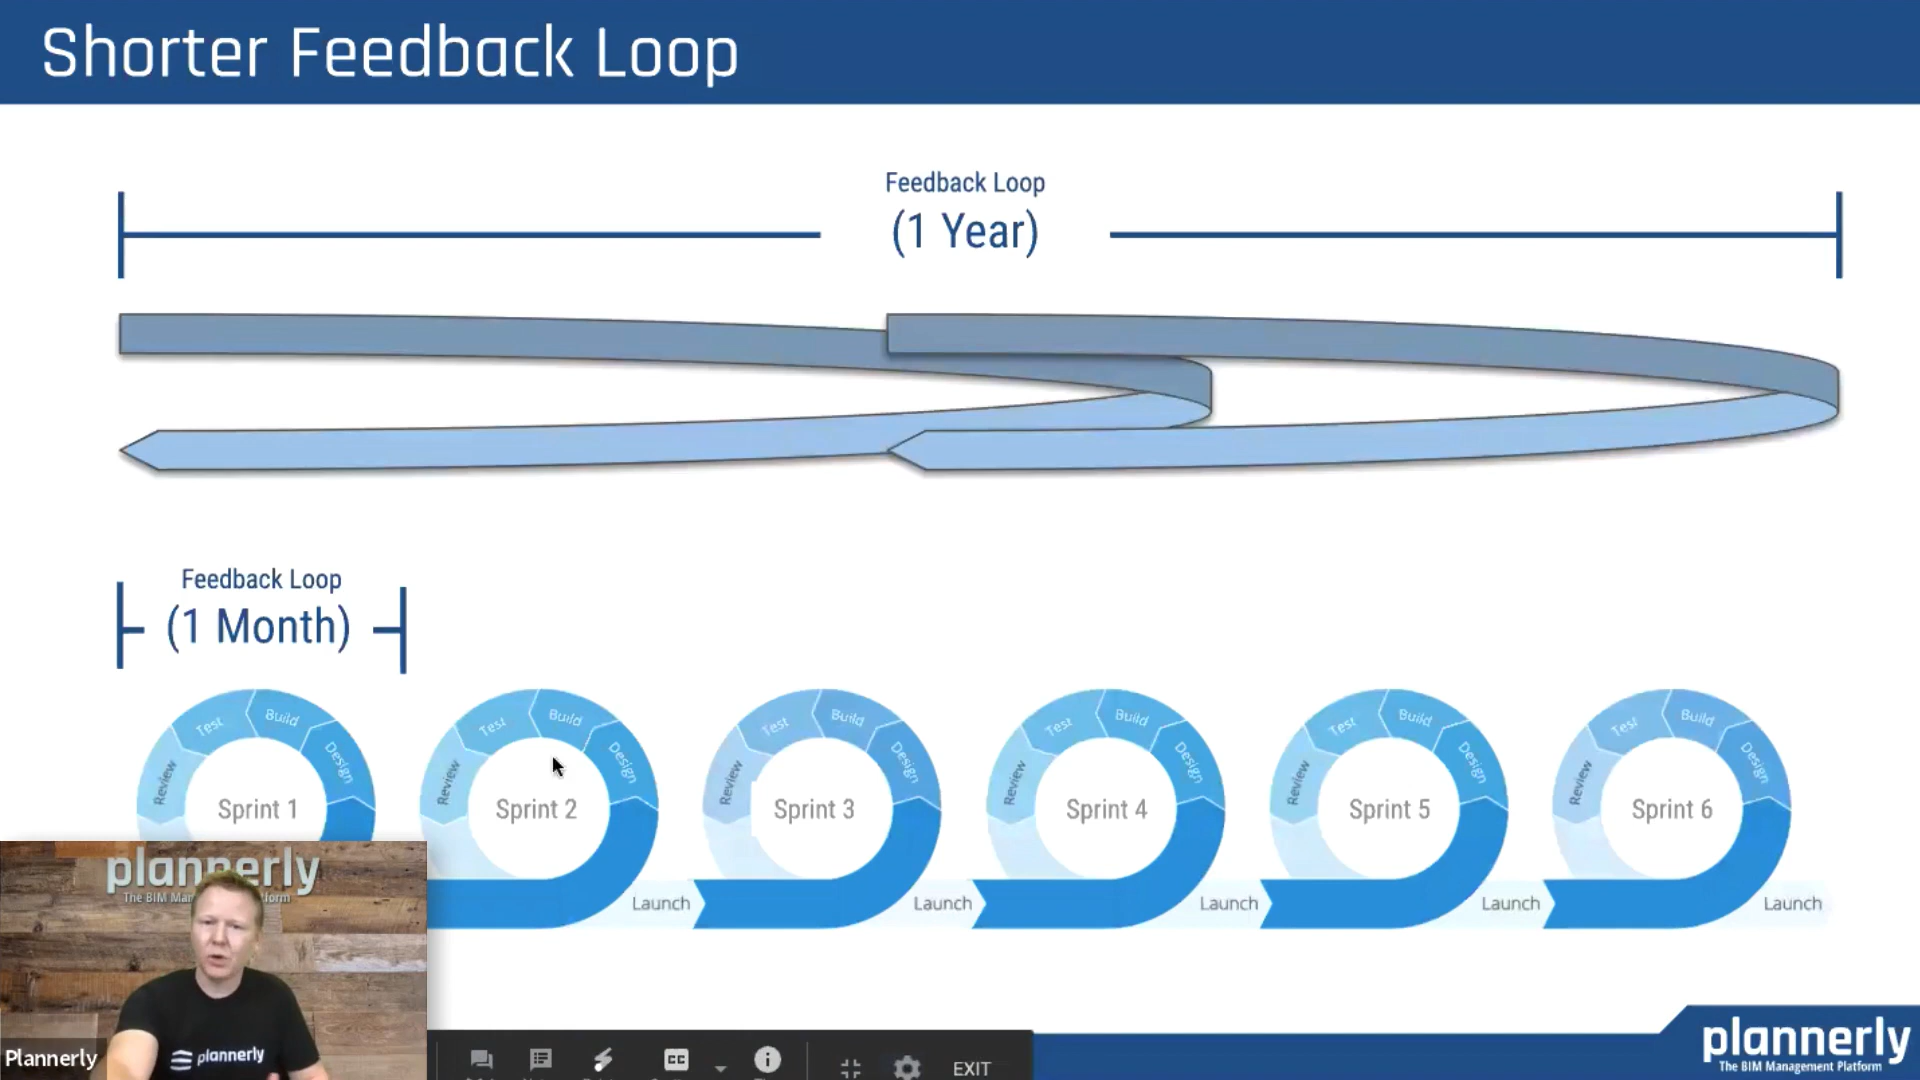 Shorter Feedback Loop
Feedback Loop
(1 Year)
Feedback Loop
(1 Month)
Test Build Design Review Sprint 1
Test Build Design Review Sprint 2
Test Build Design Review Sprint 3
Test Build Design Review Sprint 4
Test Build Design Review Sprint 5
Test Build Design Review Sprint 6
Launch Launch Launch Launch Launch
plannerly
The BIM
plannerly
Plannerly
CC
EXIT
plannerly
The BIM Management Platform